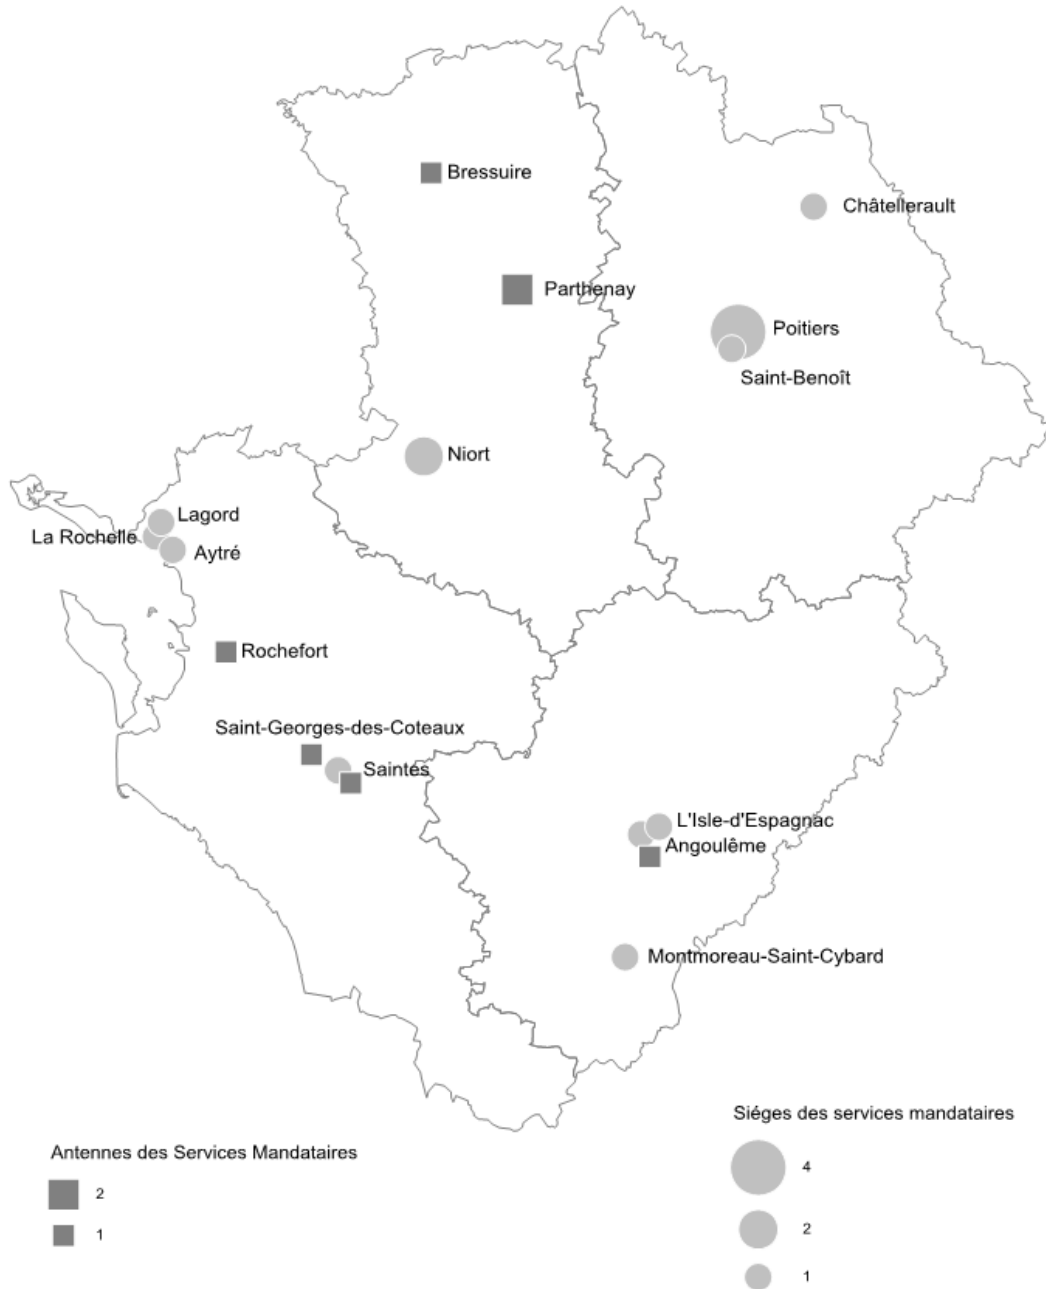 Bressuire
Châtellerault
Parthenay
Poitiers
Saint-Benoît
Niort
Lagord
La Rochelle
Aytré
Rochefort
Saint-Georges-des-Coteaux
Saintes
L'Isle-d'Espagnac
Angoulême
Montmoreau-Saint-Cybard
Siéges des services mandataires
4
2
1
Antennes des Services Mandataires
2
1